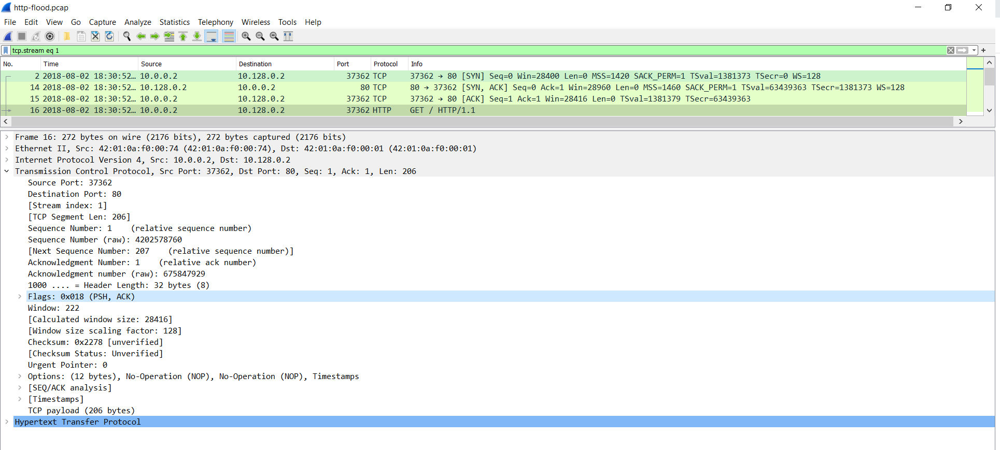 http-flood.pcap
File Edit View Go Capture Analyze Statistics Telephony Wireless Tools Help
tcp.stream eq 1
No. Time Source Destination Port Protocol Info
2 2018-08-02 18:30:52… 10.0.0.2 10.128.0.2 37362 TCP 37362 → 80 [SYN] Seq=0 Win=28400 Len=0 MSS=1420 SACK_PERM=1 TSval=1381373 TSecr=0 WS=128
14 2018-08-02 18:30:52… 10.128.0.2 10.0.0.2 80 TCP 80 → 37362 [SYN, ACK] Seq=0 Ack=1 Win=28960 Len=0 MSS=1460 SACK_PERM=1 TSval=63439363 TSecr=1381373 WS=128
15 2018-08-02 18:30:52… 10.0.0.2 10.128.0.2 37362 TCP 37362 → 80 [ACK] Seq=1 Ack=1 Win=28416 Len=0 TSval=1381379 TSecr=63439363
16 2018-08-02 18:30:52… 10.0.0.2 10.128.0.2 37362 HTTP GET / HTTP/1.1
Frame 16: 272 bytes on wire (2176 bits), 272 bytes captured (2176 bits)
Ethernet II, Src: 42:01:0a:f0:00:74 (42:01:0a:f0:00:74), Dst: 42:01:0a:f0:00:01 (42:01:0a:f0:00:01)
Internet Protocol Version 4, Src: 10.0.0.2, Dst: 10.128.0.2
Transmission Control Protocol, Src Port: 37362, Dst Port: 80, Seq: 1, Ack: 1, Len: 206
Source Port: 37362
Destination Port: 80
[Stream index: 1]
[TCP Segment Len: 206]
Sequence Number: 1 (relative sequence number)
Sequence Number (raw): 4202578760
[Next Sequence Number: 207 (relative sequence number)]
Acknowledgment Number: 1 (relative ack number)
Acknowledgment number (raw): 675847929
1000 .... = Header Length: 32 bytes (8)
Flags: 0x018 (PSH, ACK)
Window: 222
[Calculated window size: 28416]
[Window size scaling factor: 128]
Checksum: 0x2278 [unverified]
[Checksum Status: Unverified]
Urgent Pointer: 0
Options: (12 bytes), No-Operation (NOP), No-Operation (NOP), Timestamps
[SEQ/ACK analysis]
[Timestamps]
TCP payload (206 bytes)
Hypertext Transfer Protocol